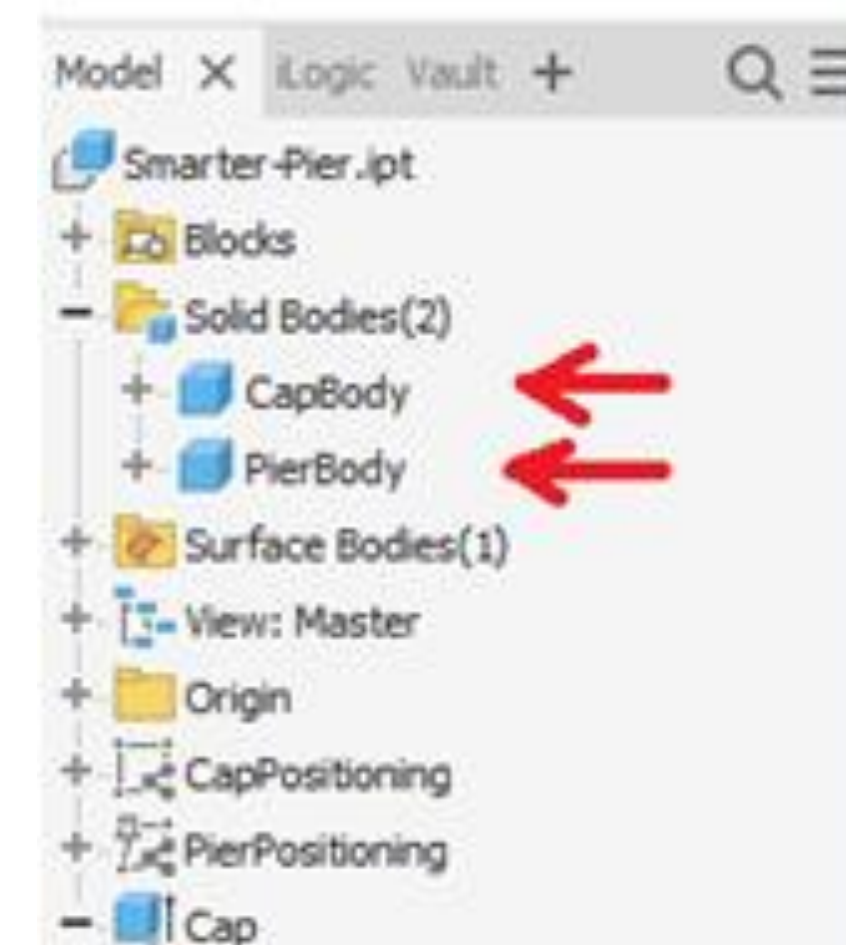 Model iLogic Vault
Smarter-Pier.ipt
Blocks
Solid Bodies(2)
CapBody
PierBody
Surface Bodies(1)
View: Master
Origin
CapPositioning
PierPositioning
Cap